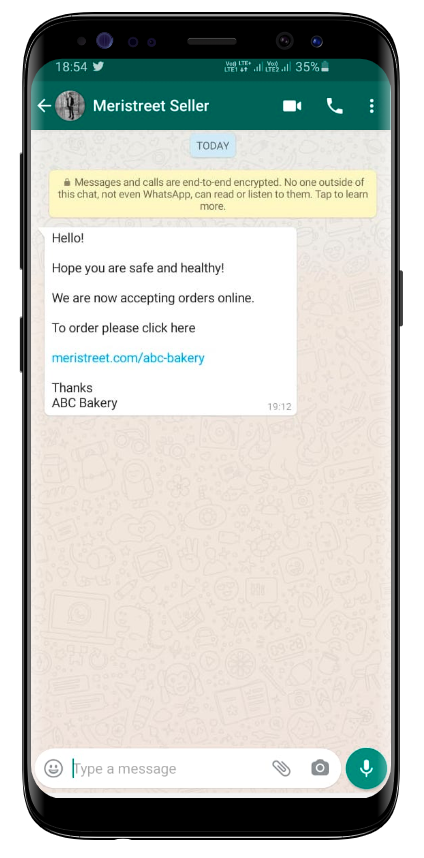 18:54
Vo)) LTE+
LTE1
Vo))
LTE2
35%
Meristreet Seller
TODAY
Messages and calls are end-to-end encrypted. No one outside of
this chat, not even WhatsApp, can read or listen to them. Tap to learn
more.
Hello!
Hope you are safe and healthy!
We are now accepting orders online.
To order please click here
meristreet.com/abc-bakery
Thanks
ABC Bakery
19:12
Type a message